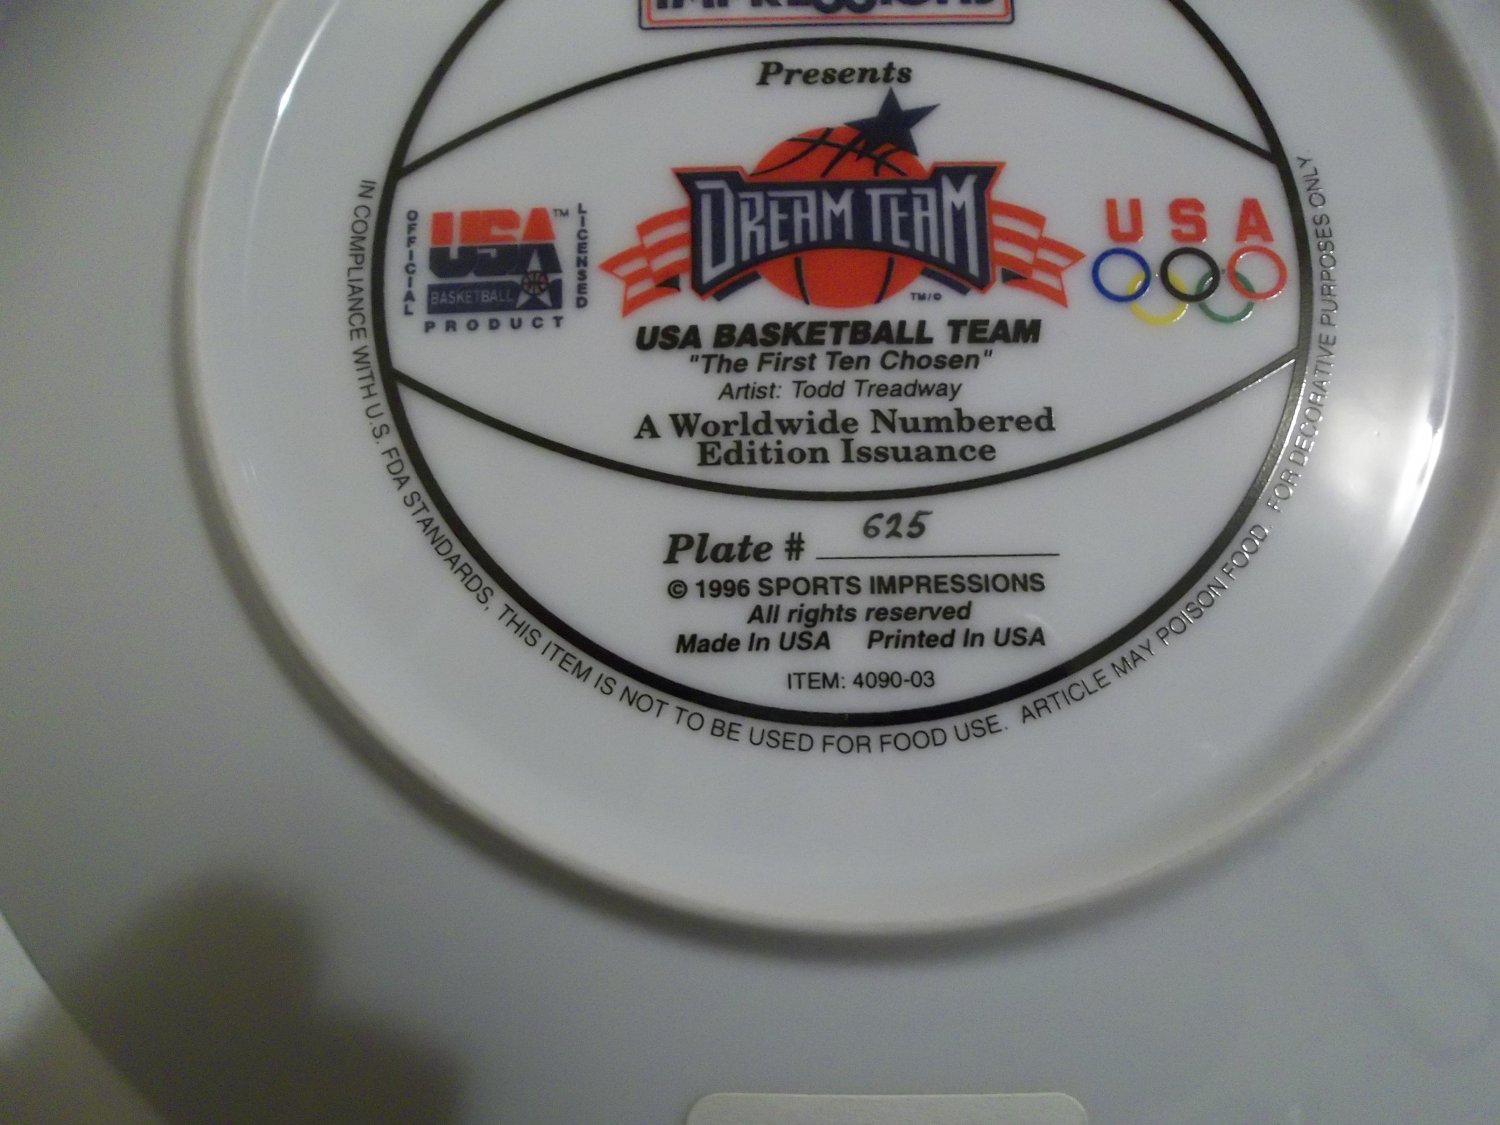 IMPRESSIONS
Presents
DREAM TEAM
TM/©
OFFICIAL
USA™
BASKETBALL
LICENSED
PRODUCT
USA
USA BASKETBALL TEAM
"The First Ten Chosen"
Artist: Todd Treadway
A Worldwide Numbered
Edition Issuance
Plate # 625
© 1996 SPORTS IMPRESSIONS
All rights reserved
Made In USA Printed In USA
ITEM: 4090-03
IN COMPLIANCE WITH U.S. FDA STANDARDS, THIS ITEM IS NOT TO BE USED FOR FOOD USE. ARTICLE MAY POISON FOOD. FOR DECORATIVE PURPOSES ONLY.